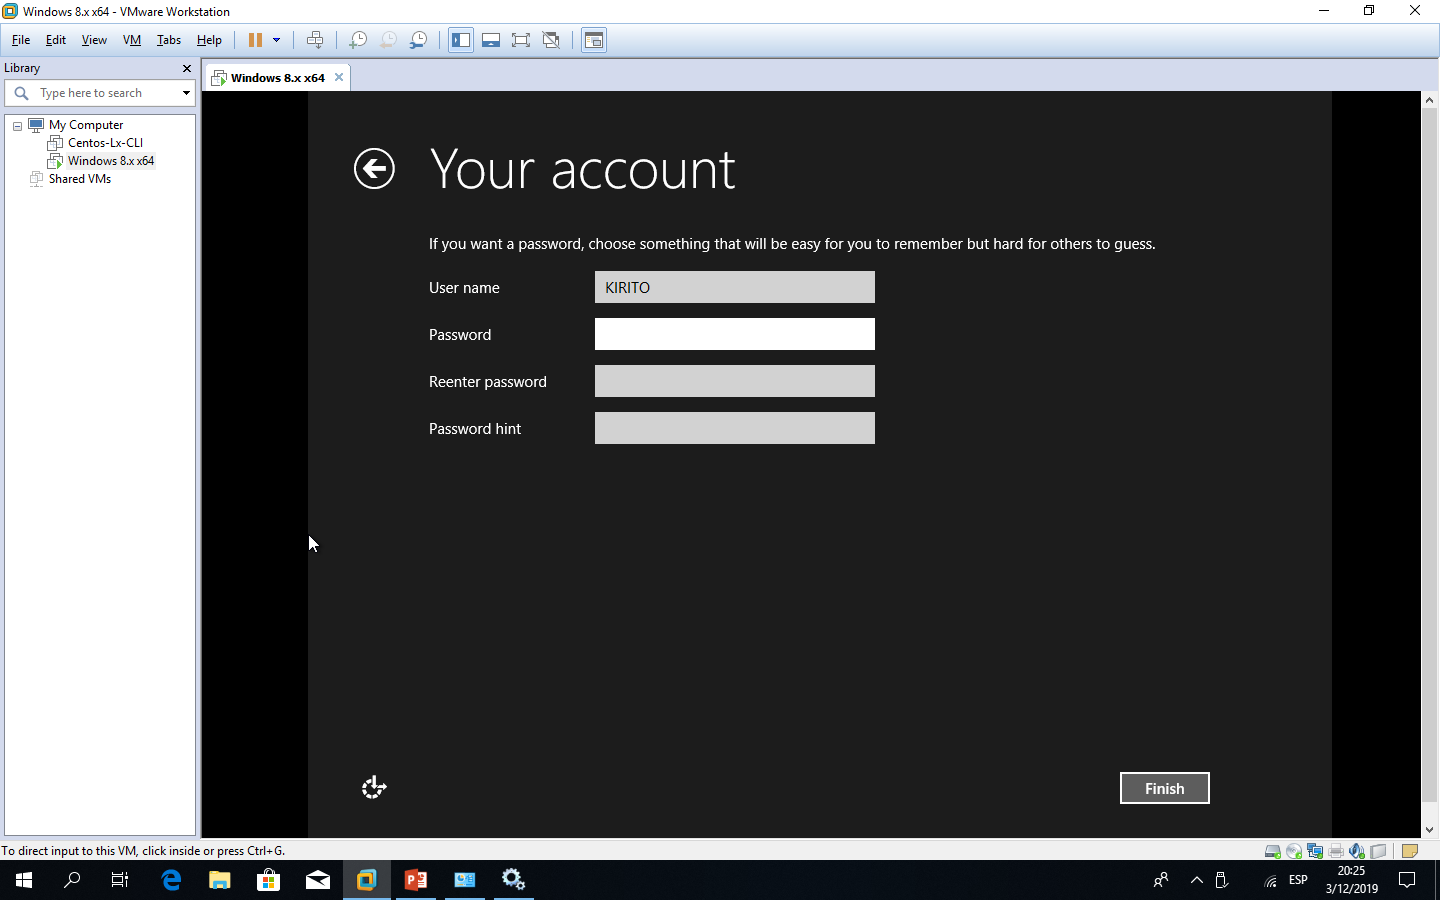 Windows 8.x x64 - VMware Workstation
File Edit View VM Tabs Help
Library
Windows 8.x x64
Type here to search
My Computer
Centos-Lx-CLI
Windows 8.x x64
Shared VMs
Your account
If you want a password, choose something that will be easy for you to remember but hard for others to guess.
User name KIRITO
Password
Reenter password
Password hint
Finish
To direct input to this VM, click inside or press Ctrl+G.
ESP
20:25
3/12/2019